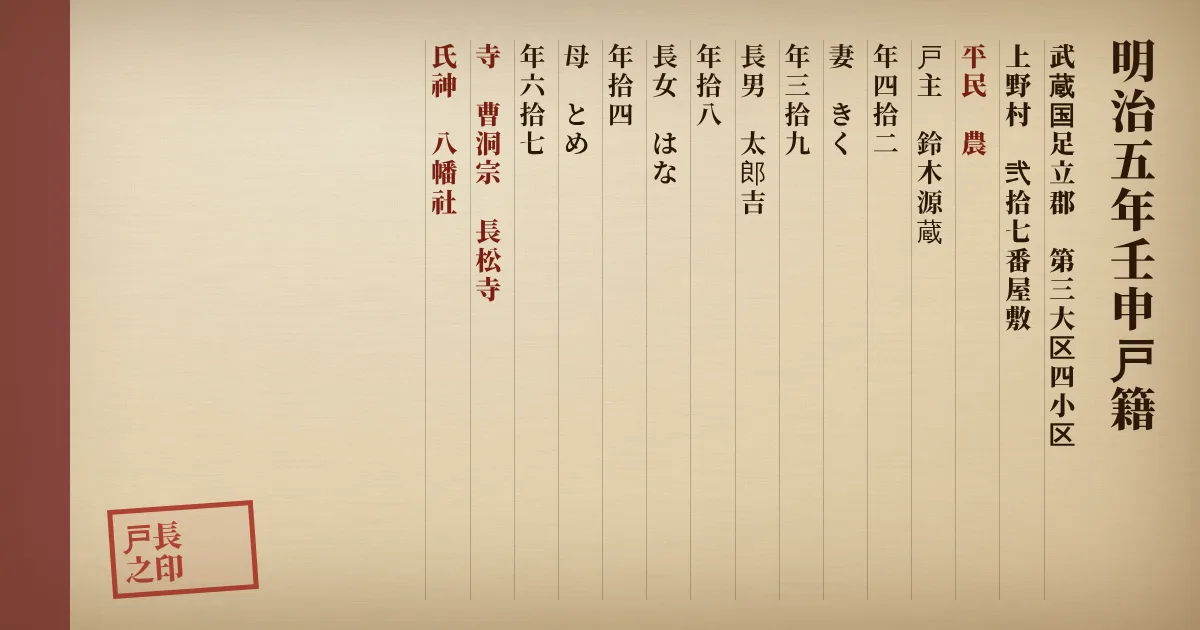 明治五年壬申戸籍
武蔵国足立郡　第三大区四小区
上野村　弐拾七番屋敷
平民　農
戸主　鈴木源蔵
年四拾二
妻　きく
年三拾九
長男　太郎吉
年拾八
長女　はな
年拾四
母　とめ
年六拾七
寺　曹洞宗　長松寺
氏神　八幡社
戸長
之印